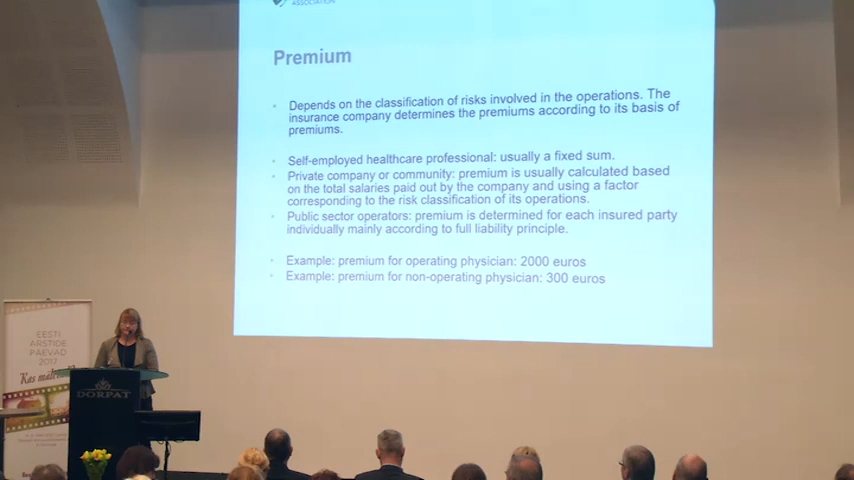 ASSOCIATION
Premium
Depends on the classification of risks involved in the operations. The
insurance company determines the premiums according to its basis of
premiums.
Self-employed healthcare professional: usually a fixed sum.
Private company or community: premium is usually calculated based
on the total salaries paid out by the company and using a factor
corresponding to the risk classification of its operations.
Public sector operators: premium is determined for each insured party
individually mainly according to full liability principle.
Example: premium for operating physician: 2000 euros
Example: premium for non-operating physician: 300 euros
EESTI
ARSTIDE
PÄEVAD
2017
Kas
DORPAT